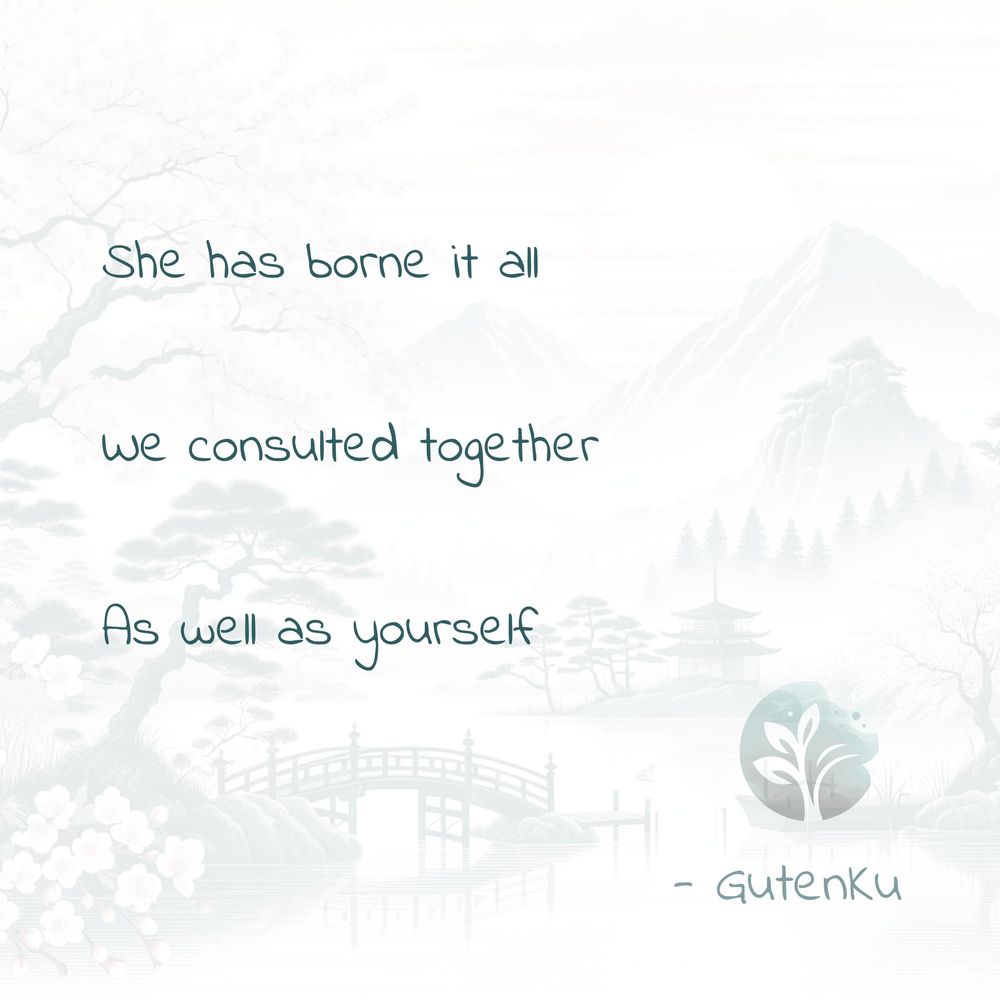 She has borne it all
we consulted together
As well as yourself
- GutenKu